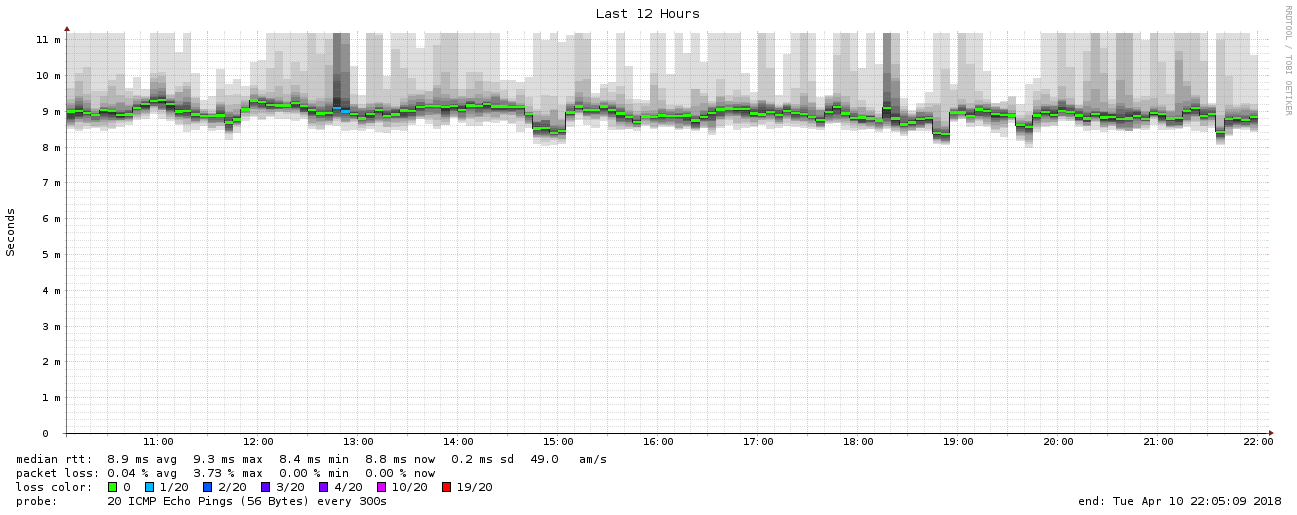 Last 12 Hours
RRDTOOL / TOBI OETIKER
Seconds
11 m
10 m
9 m
8 m
7 m
6 m
5 m
4 m
3 m
2 m
1 m
0
11:00 12:00 13:00 14:00 15:00 16:00 17:00 18:00 19:00 20:00 21:00 22:00
median rtt: 8.9 ms avg 9.3 ms max 8.4 ms min 8.8 ms now 0.2 ms sd 49.0 am/s
packet loss: 0.04 % avg 3.73 % max 0.00 % min 0.00 % now
loss color: 0 1/20 2/20 3/20 4/20 10/20 19/20
probe: 20 ICMP Echo Pings (56 Bytes) every 300s end: Tue Apr 10 22:05:09 2018